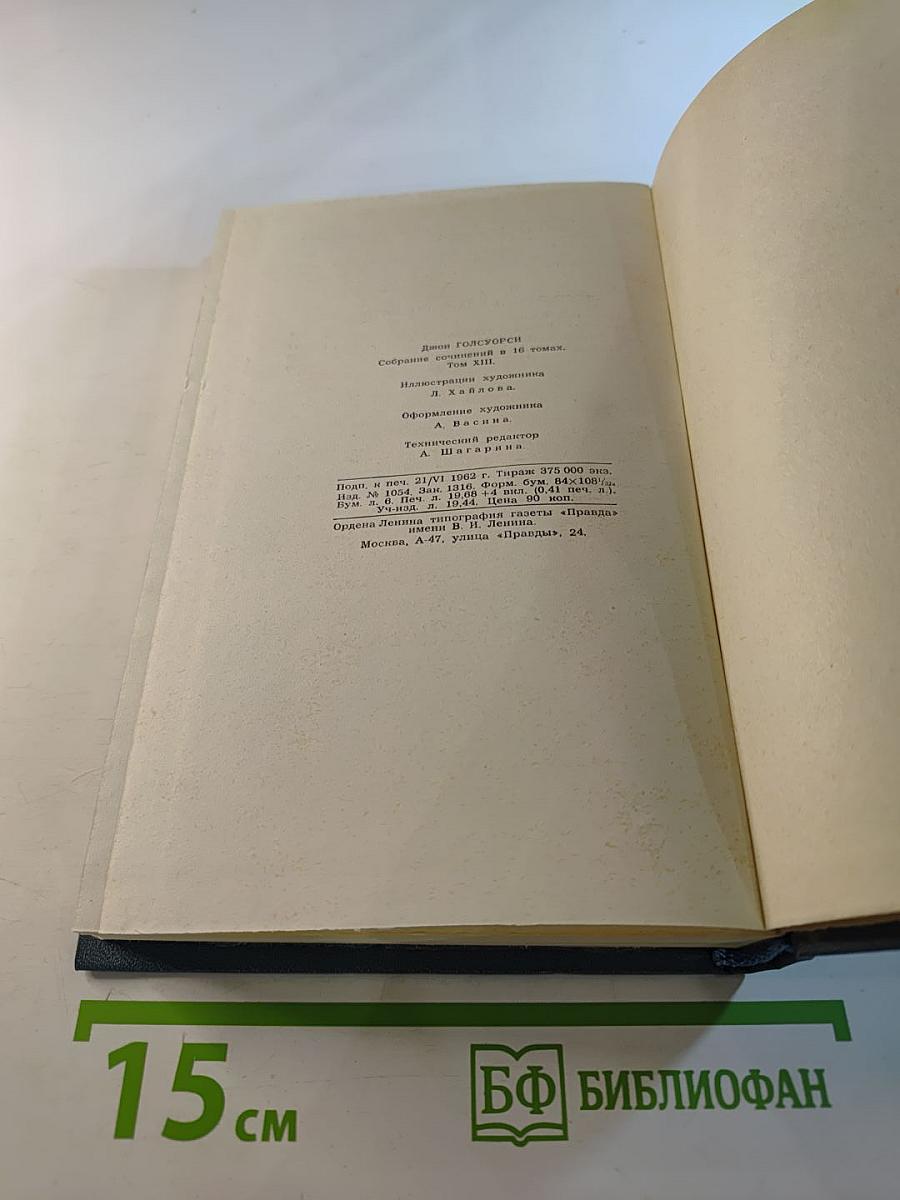 Джон ГОЛСУОРСИ
Собрание сочинений в 16 томах.
Том XIII.
Иллюстрации художника
Л. Хайлова.
Оформление художника
А. Васина.
Технический редактор
А. Шагарина.
Подп. к печ. 21/VI 1962 г. Тираж 375 000 экз.
Изд. № 1054. Зак. 1316. Форм. бум. 84×108¹/₃₂.
Бум. л. 6. Печ. л. 19,68 + 4 вкл. (0,41 печ. л.).
Уч-изд. л. 19,44. Цена 90 коп.
Ордена Ленина типография газеты «Правда»
имени В. И. Ленина.
Москва, А-47, улица «Правды», 24.
15 см
БФ БИБЛИОФАН